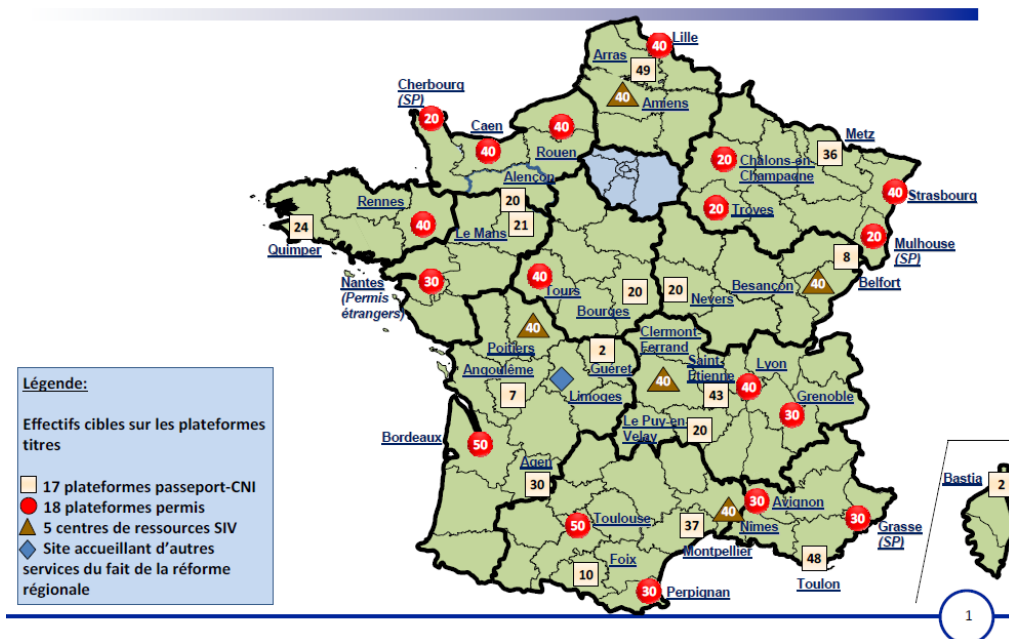 Lille
40
Arras
49
Cherbourg
(SP)
40
Amiens
20
Caen
40
Metz
40
Rouen
36
20
Châlons-en-
Champagne
Alençon
20
40
Strasbourg
Rennes
40
24
Le Mans
21
20
Troyes
20
Mulhouse
(SP)
Quimper
8
Belfort
Nantes
(Permis
étrangers)
30
40
Tours
20
Bourges
20
Nevers
Besançon
40
40
Poitiers
2
Guéret
Clermont-
Ferrand
Saint-
Etienne
Lyon
Angoulême
7
Limoges
40
43
40
Grenoble
30
Légende:
Effectifs cibles sur les plateformes
titres
17 plateformes passeport-CNI
18 plateformes permis
5 centres de ressources SIV
Site accueillant d'autres
services du fait de la réforme
régionale
Bordeaux
50
Le Puy-en-
Velay
20
Agen
30
50
Toulouse
37
Montpellier
40
Nîmes
30
Avignon
30
Grasse
(SP)
Bastia
2
Foix
10
48
Toulon
30
Perpignan
1